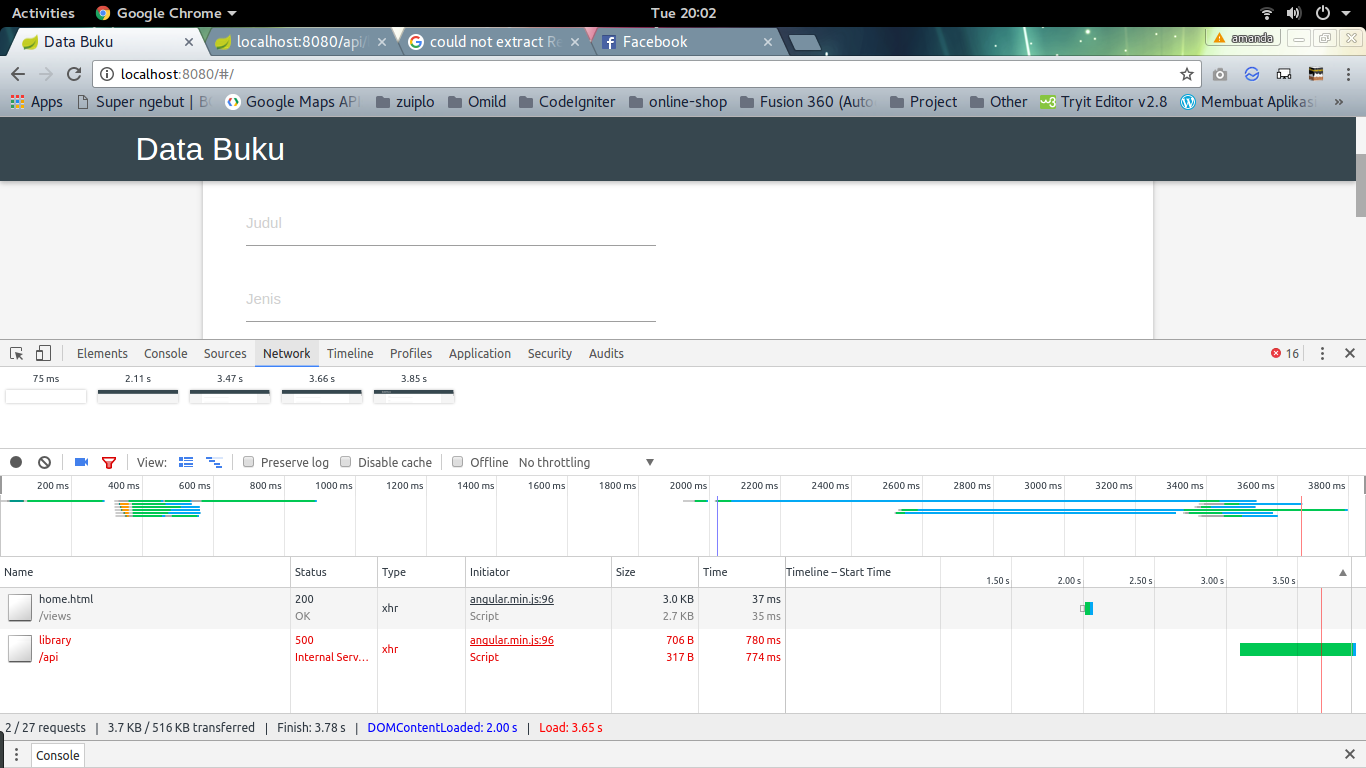 Activities Google Chrome Tue 20:02
Data Buku localhost:8080/api/ could not extract Re Facebook amanda
localhost:8080/#/
Apps Super ngebut | B Google Maps AP zuiplo Omild CodeIgniter online-shop Fusion 360 (Auto Project Other Tryit Editor v2.8 Membuat Aplikas »
Data Buku
Judul
Jenis
Elements Console Sources Network Timeline Profiles Application Security Audits 16
75 ms 2.11 s 3.47 s 3.66 s 3.85 s
View: Preserve log Disable cache Offline No throttling
200 ms 400 ms 600 ms 800 ms 1000 ms 1200 ms 1400 ms 1600 ms 1800 ms 2000 ms 2200 ms 2400 ms 2600 ms 2800 ms 3000 ms 3200 ms 3400 ms 3600 ms 3800 ms
Name Status Type Initiator Size Time Timeline – Start Time
1.50 s 2.00 s 2.50 s 3.00 s 3.50 s
home.html 200 xhr angular.min.js:96 3.0 KB 37 ms
/views OK Script 2.7 KB 35 ms
library 500 xhr angular.min.js:96 706 B 780 ms
/api Internal Serv… Script 317 B 774 ms
2 / 27 requests | 3.7 KB / 516 KB transferred | Finish: 3.78 s | DOMContentLoaded: 2.00 s | Load: 3.65 s
Console